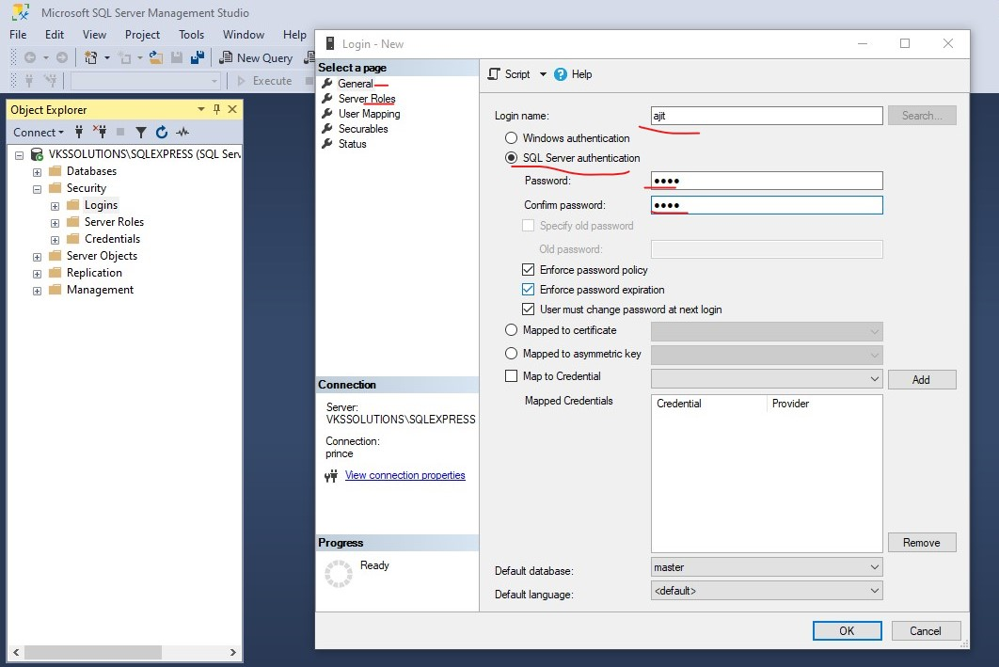 Microsoft SQL Server Management Studio
File Edit View Project Tools Window Help
New Query
Execute
Object Explorer
Connect
VKSSOLUTIONS\SQLEXPRESS (SQL Serv
Databases
Security
Logins
Server Roles
Credentials
Server Objects
Replication
Management
Login - New
Select a page
General
Server Roles
User Mapping
Securables
Status
Connection
Server:
VKSSOLUTIONS\SQLEXPRESS
Connection:
prince
View connection properties
Progress
Ready
Script Help
Login name: ajit Search...
Windows authentication
SQL Server authentication
Password: ●●●●
Confirm password: ●●●●
Specify old password
Old password:
Enforce password policy
Enforce password expiration
User must change password at next login
Mapped to certificate
Mapped to asymmetric key
Map to Credential Add
Mapped Credentials Credential Provider
Remove
Default database: master
Default language: <default>
OK Cancel